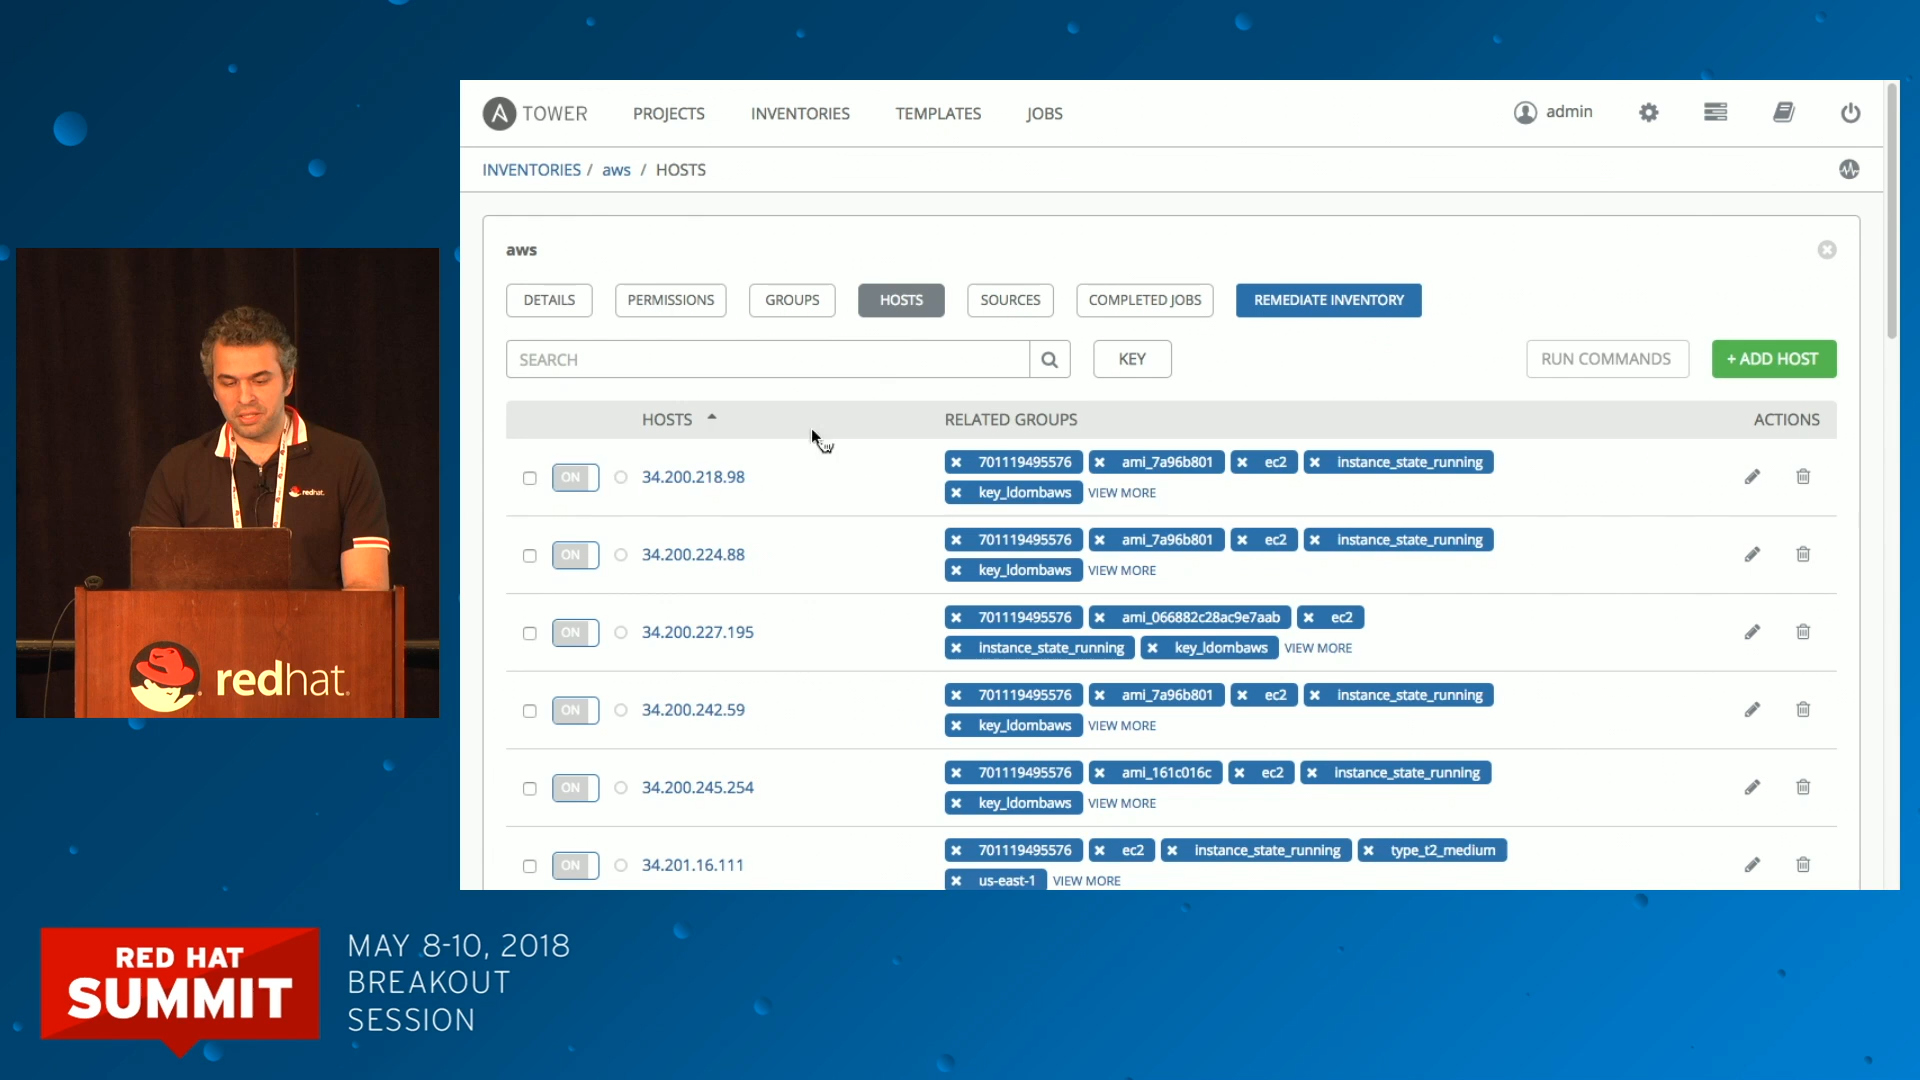 TOWER PROJECTS INVENTORIES TEMPLATES JOBS admin
INVENTORIES / aws / HOSTS
aws
DETAILS PERMISSIONS GROUPS HOSTS SOURCES COMPLETED JOBS REMEDIATE INVENTORY
SEARCH KEY RUN COMMANDS + ADD HOST
HOSTS RELATED GROUPS ACTIONS
ON 34.200.218.98 701119495576 ami_7a96b801 ec2 instance_state_running
key_ldombaws VIEW MORE
ON 34.200.224.88 701119495576 ami_7a96b801 ec2 instance_state_running
key_ldombaws VIEW MORE
ON 34.200.227.195 701119495576 ami_066882c28ac9e7aab ec2
instance_state_running key_ldombaws VIEW MORE
ON 34.200.242.59 701119495576 ami_7a96b801 ec2 instance_state_running
key_ldombaws VIEW MORE
ON 34.200.245.254 701119495576 ami_161c016c ec2 instance_state_running
key_ldombaws VIEW MORE
ON 34.201.16.111 701119495576 ec2 instance_state_running type_t2_medium
us-east-1 VIEW MORE
redhat.
redhat.
RED HAT
SUMMIT
MAY 8-10, 2018
BREAKOUT
SESSION